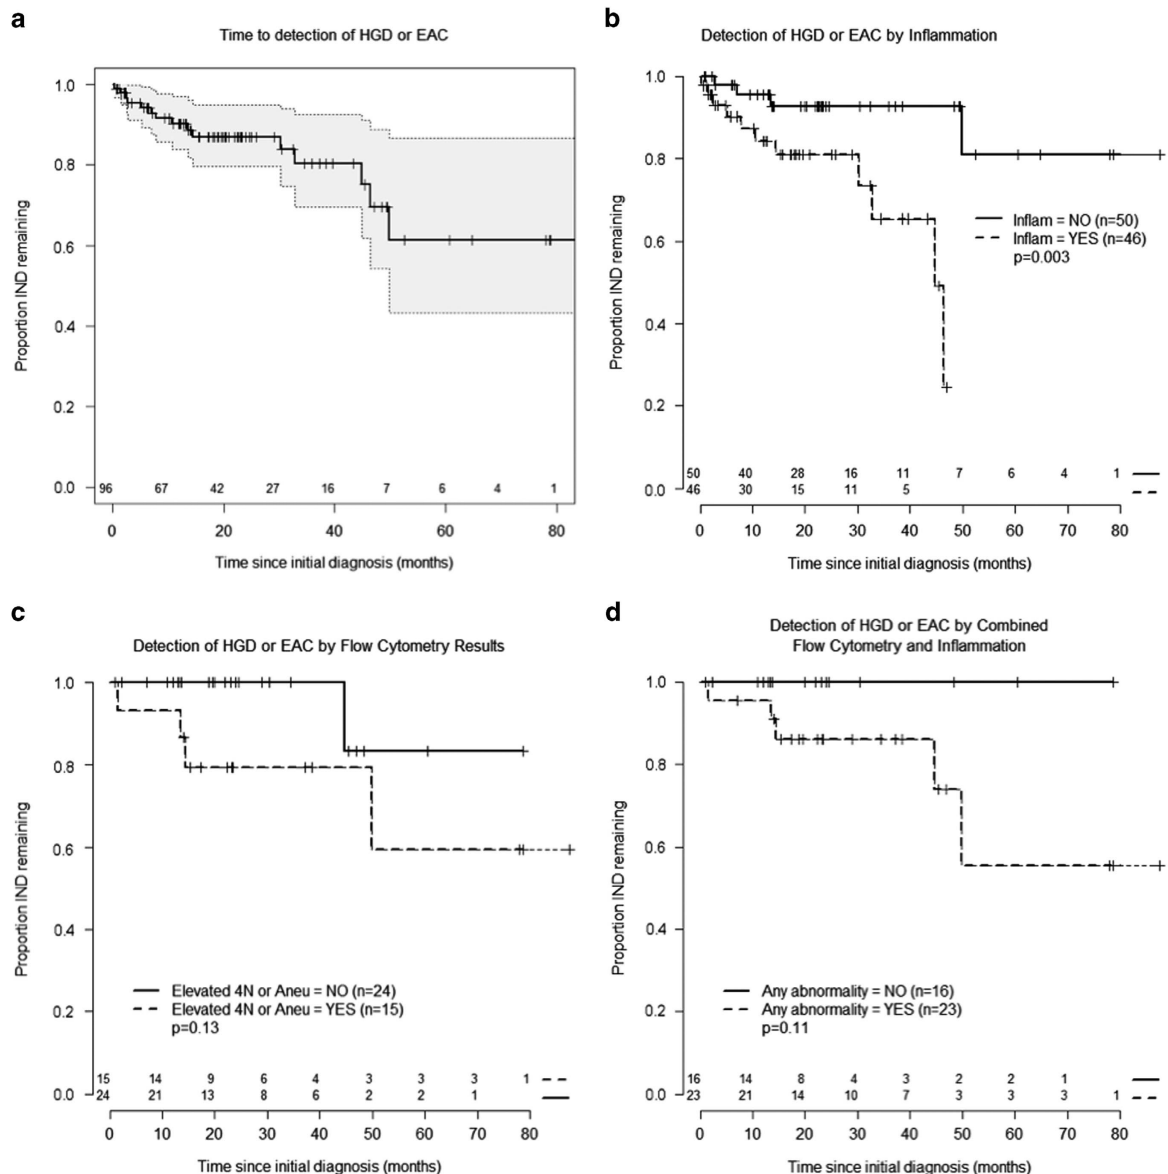 a
Time to detection of HGD or EAC
Proportion IND remaining
1.0
0.8
0.6
0.4
0.2
0.0
96 67 42 27 16 7 6 4 1
0 20 40 60 80
Time since initial diagnosis (months)
b
Detection of HGD or EAC by Inflammation
Proportion IND remaining
1.0
0.8
0.6
0.4
0.2
0.0
Inflam = NO (n=50)
Inflam = YES (n=46)
p=0.003
50 40 28 16 11 7 6 4 1
46 30 15 11 5
0 10 20 30 40 50 60 70 80
Time since initial diagnosis (months)
c
Detection of HGD or EAC by Flow Cytometry Results
Proportion IND remaining
1.0
0.8
0.6
0.4
0.2
0.0
Elevated 4N or Aneu = NO (n=24)
Elevated 4N or Aneu = YES (n=15)
p=0.13
15 14 9 6 4 3 3 3 1
24 21 13 8 6 2 2 1
0 10 20 30 40 50 60 70 80
Time since initial diagnosis (months)
d
Detection of HGD or EAC by Combined
Flow Cytometry and Inflammation
Proportion IND remaining
1.0
0.8
0.6
0.4
0.2
0.0
Any abnormality = NO (n=16)
Any abnormality = YES (n=23)
p=0.11
16 14 8 4 3 2 2 1
23 21 14 10 7 3 3 3 1
0 10 20 30 40 50 60 70 80
Time since initial diagnosis (months)